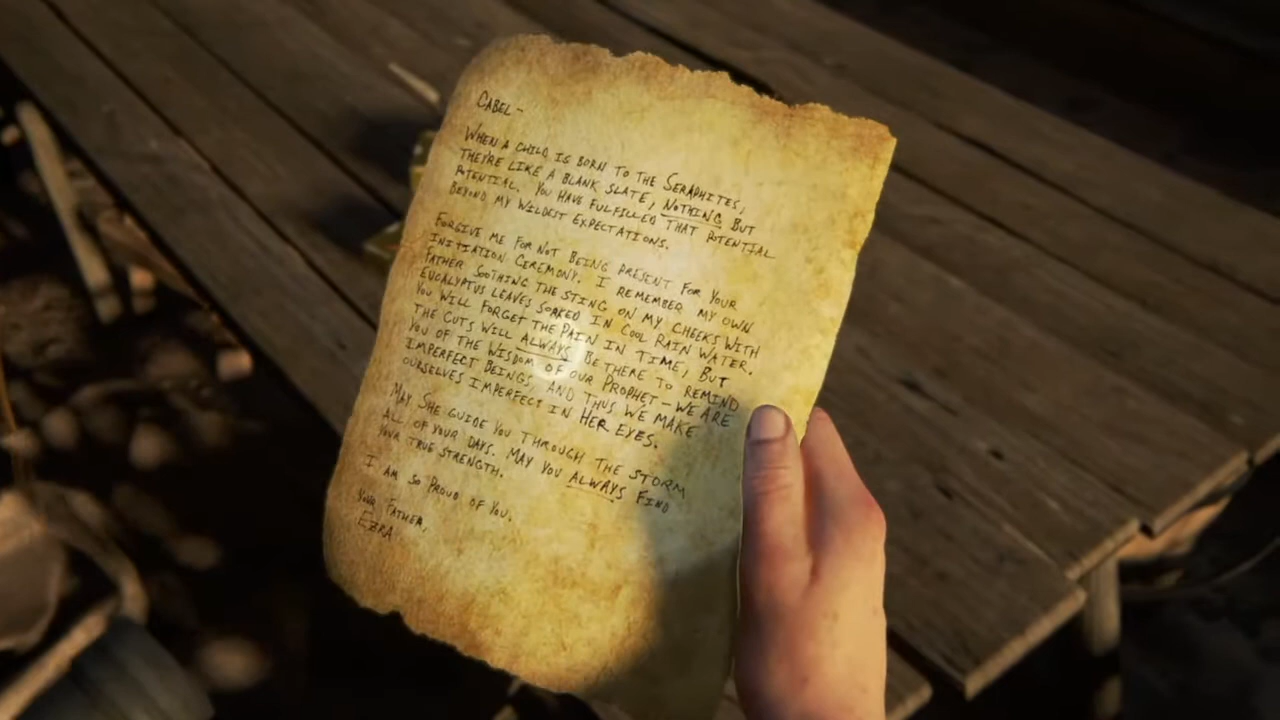 CABEL -
WHEN A CHILD IS BORN TO THE SERAPHITES,
THEY'RE LIKE A BLANK SLATE, NOTHING BUT
POTENTIAL. YOU HAVE FULFILLED THAT POTENTIAL
BEYOND MY WILDEST EXPECTATIONS.
FORGIVE ME FOR NOT BEING PRESENT FOR YOUR
INITIATION CEREMONY. I REMEMBER MY OWN
FATHER SOOTHING THE STING ON MY CHEEKS WITH
EUCALYPTUS LEAVES SOAKED IN COOL RAIN WATER.
YOU WILL FORGET THE PAIN IN TIME, BUT
THE CUTS WILL ALWAYS BE THERE TO REMIND
YOU OF THE WISDOM OF OUR PROPHET - WE ARE
IMPERFECT BEINGS, AND THUS WE MAKE
OURSELVES IMPERFECT IN HER EYES.
MAY SHE GUIDE YOU THROUGH THE STORM
ALL OF YOUR DAYS. MAY YOU ALWAYS FIND
YOUR TRUE STRENGTH.
I AM SO PROUD OF YOU.
YOUR FATHER,
EZRA